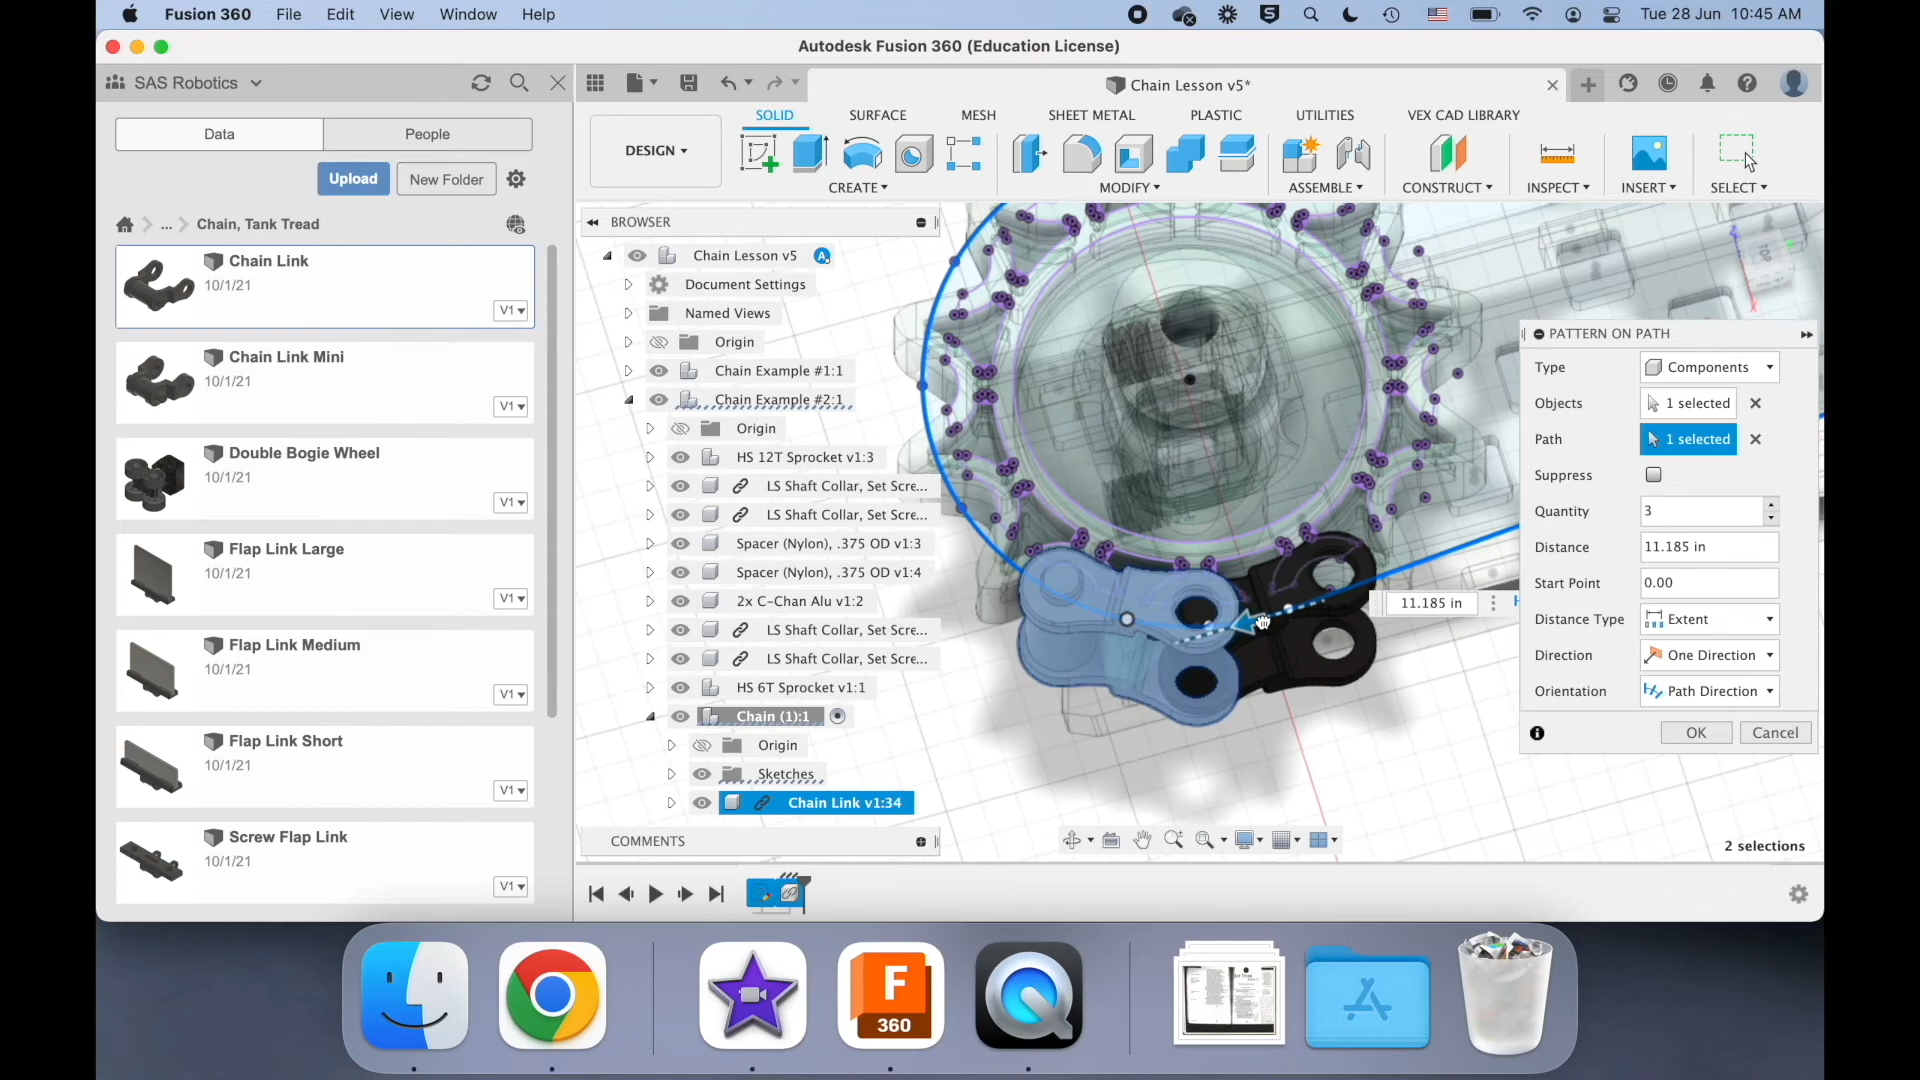 Fusion 360 File Edit View Window Help Tue 28 Jun 10:45 AM
Autodesk Fusion 360 (Education License)
SAS Robotics
Chain Lesson v5*
Data People
Upload New Folder
... Chain, Tank Tread
Chain Link
10/1/21
V1
Chain Link Mini
10/1/21
V1
Double Bogie Wheel
10/1/21
V1
Flap Link Large
10/1/21
V1
Flap Link Medium
10/1/21
V1
Flap Link Short
10/1/21
V1
Screw Flap Link
10/1/21
V1
SOLID SURFACE MESH SHEET METAL PLASTIC UTILITIES VEX CAD LIBRARY
DESIGN
CREATE MODIFY ASSEMBLE CONSTRUCT INSPECT INSERT SELECT
BROWSER
Chain Lesson v5 A
Document Settings
Named Views
Origin
Chain Example #1:1
Chain Example #2:1
Origin
HS 12T Sprocket v1:3
LS Shaft Collar, Set Scre...
LS Shaft Collar, Set Scre...
Spacer (Nylon), .375 OD v1:3
Spacer (Nylon), .375 OD v1:4
2x C-Chan Alu v1:2
LS Shaft Collar, Set Scre...
LS Shaft Collar, Set Scre...
HS 6T Sprocket v1:1
Chain (1):1
Origin
Sketches
Chain Link v1:34
COMMENTS
11.185 in
PATTERN ON PATH
Type Components
Objects 1 selected
Path 1 selected
Suppress
Quantity 3
Distance 11.185 in
Start Point 0.00
Distance Type Extent
Direction One Direction
Orientation Path Direction
OK Cancel
2 selections
F
360